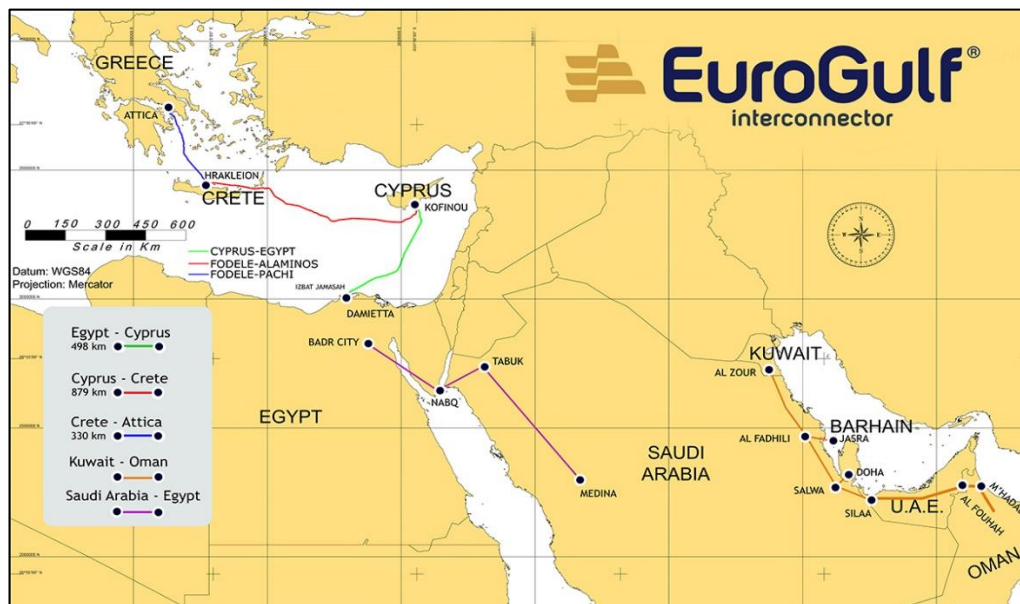 GREECE
ATTICA
HRAKLEION
CRETE
CYPRUS
KOFINOU
EuroGulf®
interconnector
0 150 300 450 600
Scale in Km
Datum: WGS84
Projection: Mercator
CYPRUS-EGYPT
FODELE-ALAMINOS
FODELE-PACHI
IZBAT JAMASAH
DAMIETTA
N
W E
S
Egypt - Cyprus
498 km
Cyprus - Crete
879 km
Crete - Attica
330 km
Kuwait - Oman
Saudi Arabia - Egypt
BADR CITY
TABUK
NABQ
EGYPT
MEDINA
SAUDI
ARABIA
KUWAIT
AL ZOUR
AL FADHILI
BARHAIN
JASRA
DOHA
SALWA
SILAA
U.A.E.
AL FOUHAH
OMAN